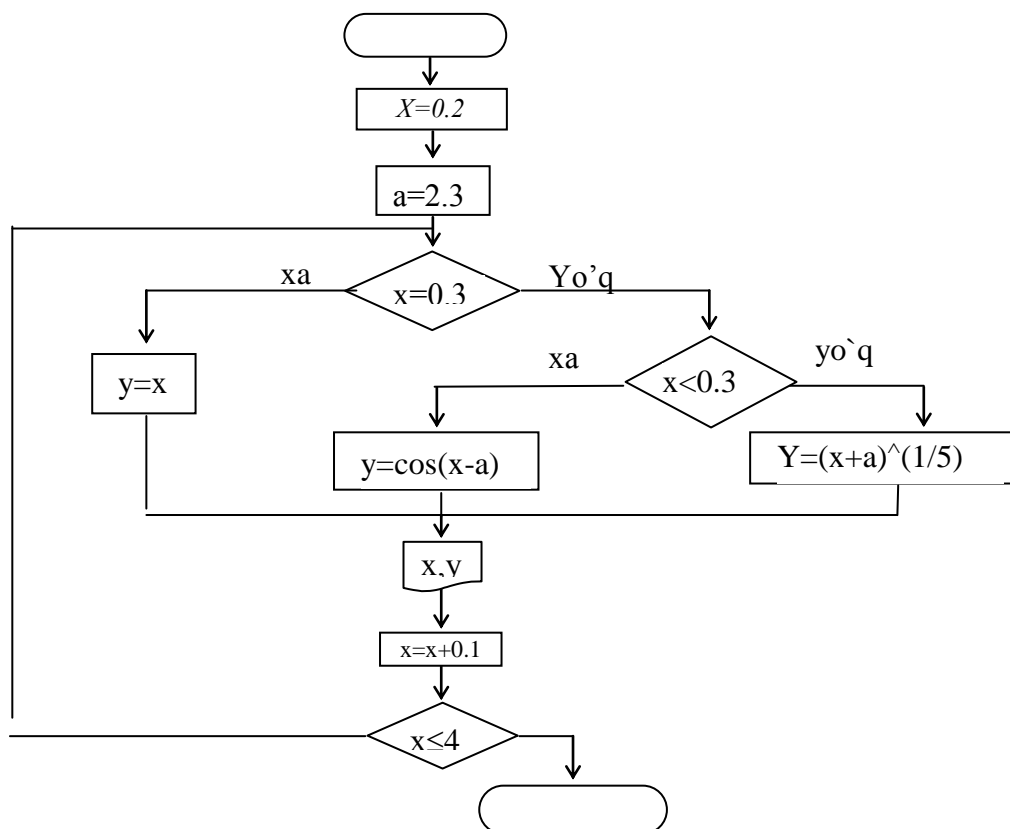 X=0.2
a=2.3
xa
x=0.3
Yo’q
y=x
xa
x<0.3
yo`q
y=cos(x-a)
Y=(x+a)^(1/5)
x,y
x=x+0.1
x≤4